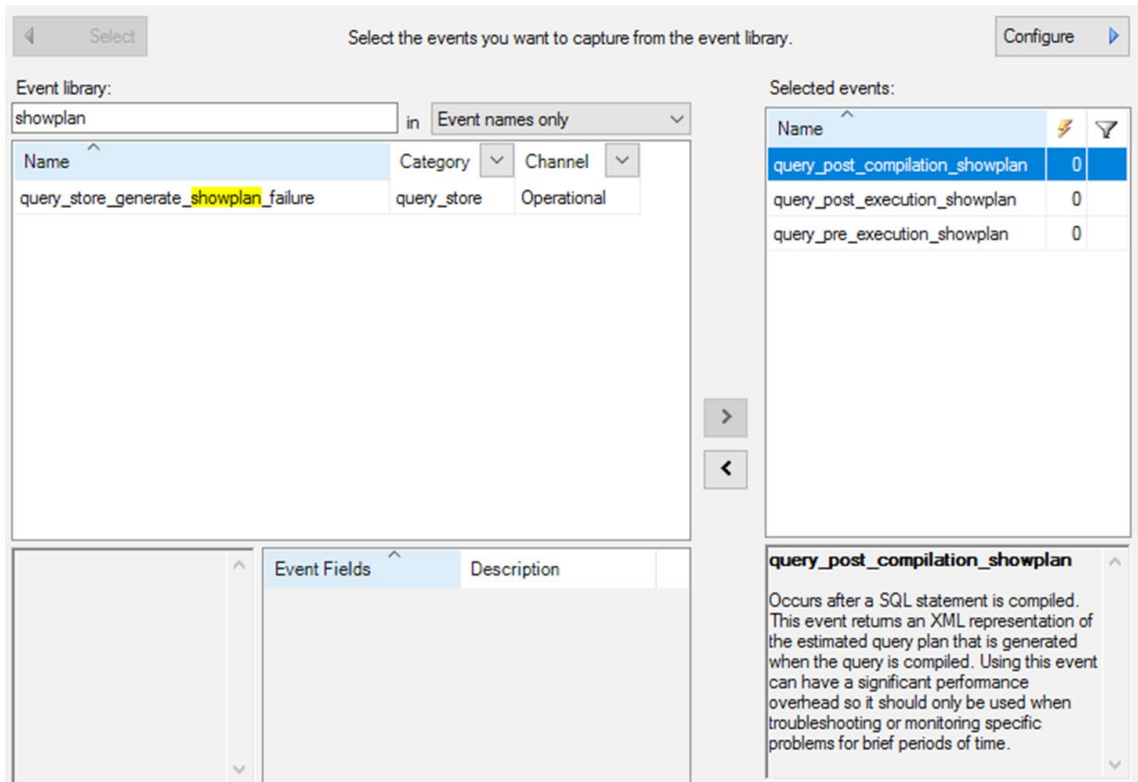 Select
Select the events you want to capture from the event library.
Configure
Event library:
showplan
in
Event names only
Name
Category
Channel
query_store_generate_showplan_failure
query_store
Operational
Event Fields
Description
Selected events:
Name
query_post_compilation_showplan 0
query_post_execution_showplan 0
query_pre_execution_showplan 0
query_post_compilation_showplan
Occurs after a SQL statement is compiled.
This event returns an XML representation of
the estimated query plan that is generated
when the query is compiled. Using this event
can have a significant performance
overhead so it should only be used when
troubleshooting or monitoring specific
problems for brief periods of time.